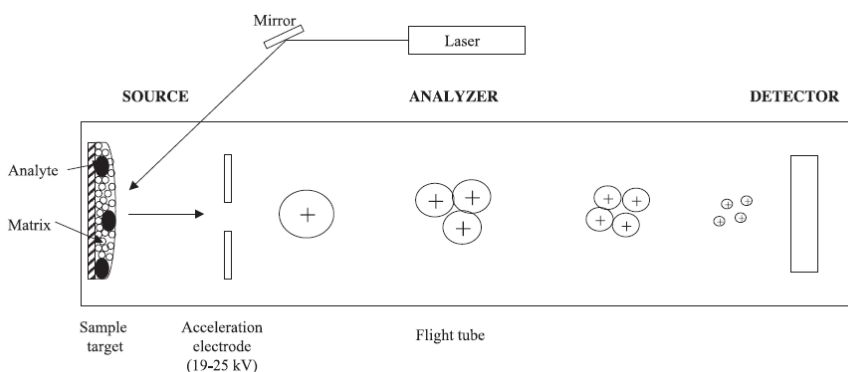 Mirror
Laser
SOURCE
ANALYZER
DETECTOR
Analyte
Matrix
+
+
+
+
+
+
+
+
+
+
+
+
Sample
target
Acceleration
electrode
(19-25 kV)
Flight tube